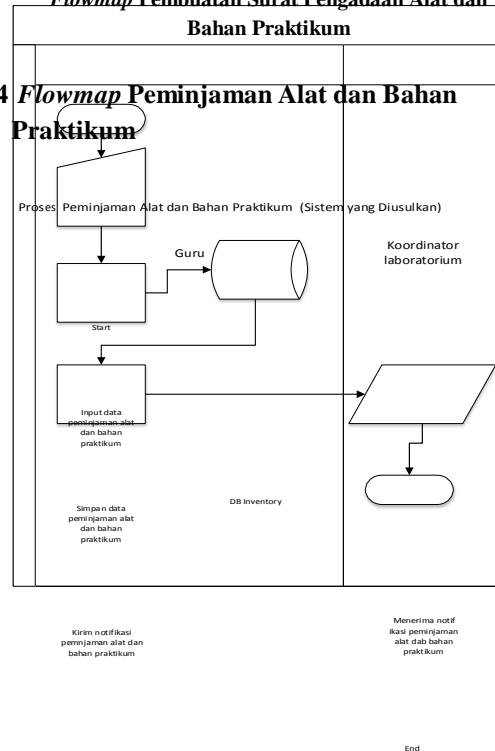 Flowmap Pembuatan Surat Pengadaan Alat dan
Bahan Praktikum
4 Flowmap Peminjaman Alat dan Bahan
Praktikum
Proses Peminjaman Alat dan Bahan Praktikum (Sistem yang Diusulkan)
Guru
Koordinator
laboratorium
Start
Input data
peminjaman alat
dan bahan
praktikum
Simpan data
peminjaman alat
dan bahan
praktikum
DB Inventory
Kirim notifikasi
pemnjaman alat dan
bahan praktikum
Menerima notif
ikasi peminjaman
alat dab bahan
praktikum
End